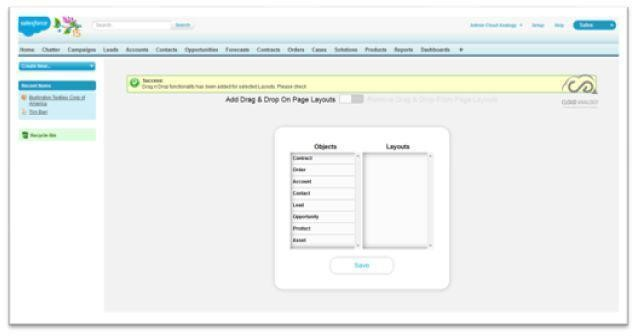 salesforce
15
Search...
Search
Admin Cloud Analogy
Setup
Help
Sales
Home Chatter Campaigns Leads Accounts Contacts Opportunities Forecasts Contracts Orders Cases Solutions Products Reports Dashboards +
Create New...
Recent Items
Burlington Textiles Corp of
America
Tim Barr
Recycle Bin
Success:
Drag n Drop functionality has been added for selected Layouts. Please check
CLOUD ANALOGY
Add Drag & Drop On Page Layouts
Remove Drag & Drop From Page Layouts
Objects
Layouts
Contract
Order
Account
Contact
Lead
Opportunity
Product
Asset
Save